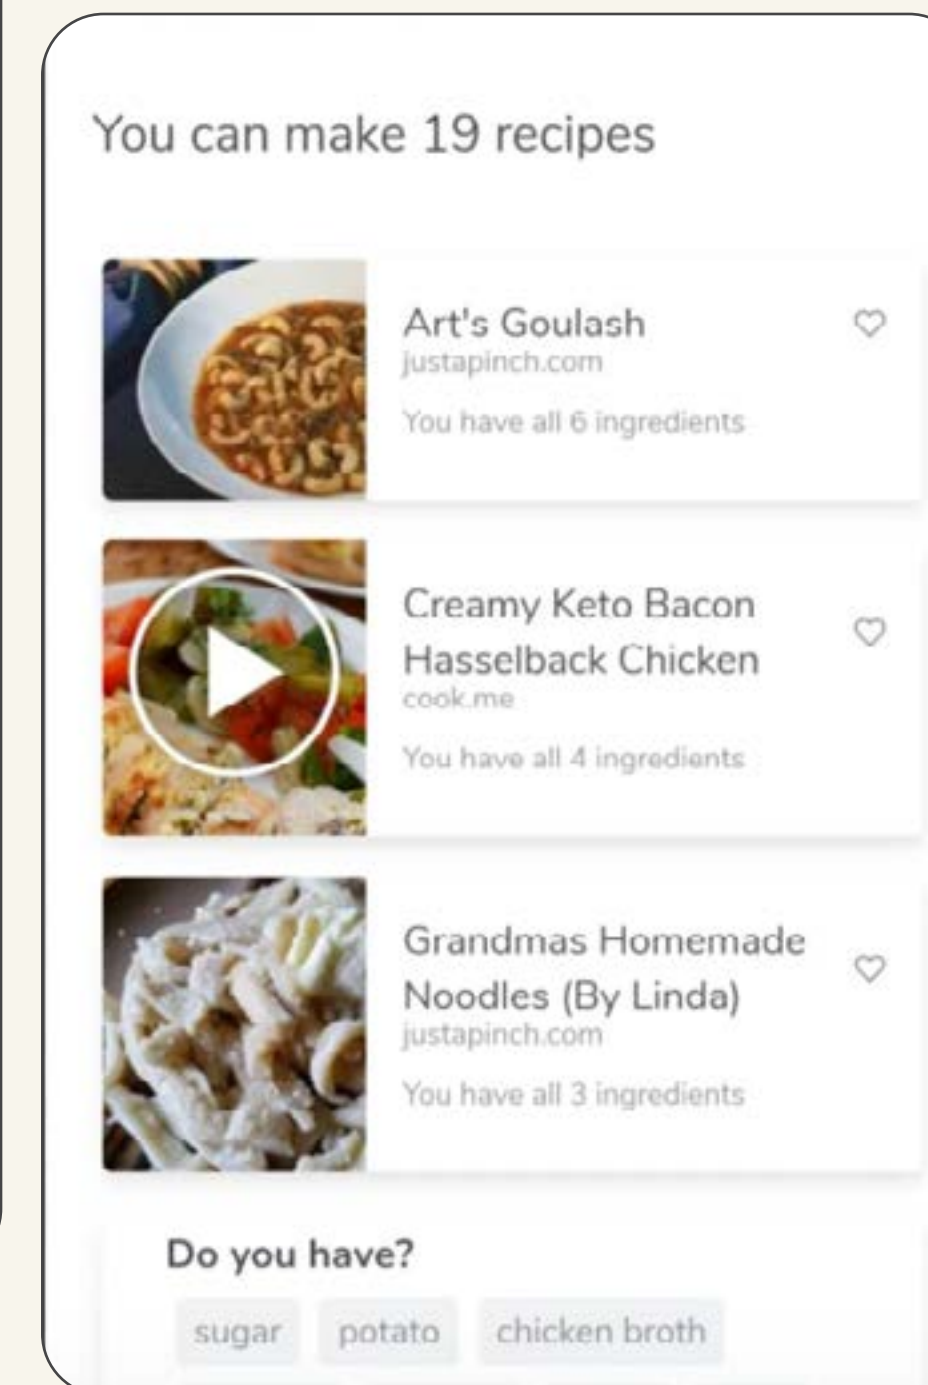 You can make 19 recipes
Art's Goulash
justapinch.com
You have all 6 ingredients
Creamy Keto Bacon
Hasselback Chicken
cook.me
You have all 4 ingredients
Grandmas Homemade
Noodles (By Linda)
justapinch.com
You have all 3 ingredients
Do you have?
sugar potato chicken broth